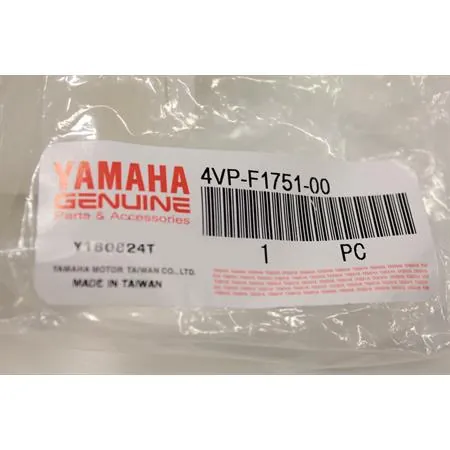 YAMAHA
GENUINE
Parts & Accessories
Y180824T
YAMAHA MOTOR TAIWAN CO., LTD.
MADE IN TAIWAN
4VP-F1751-00
1 PC